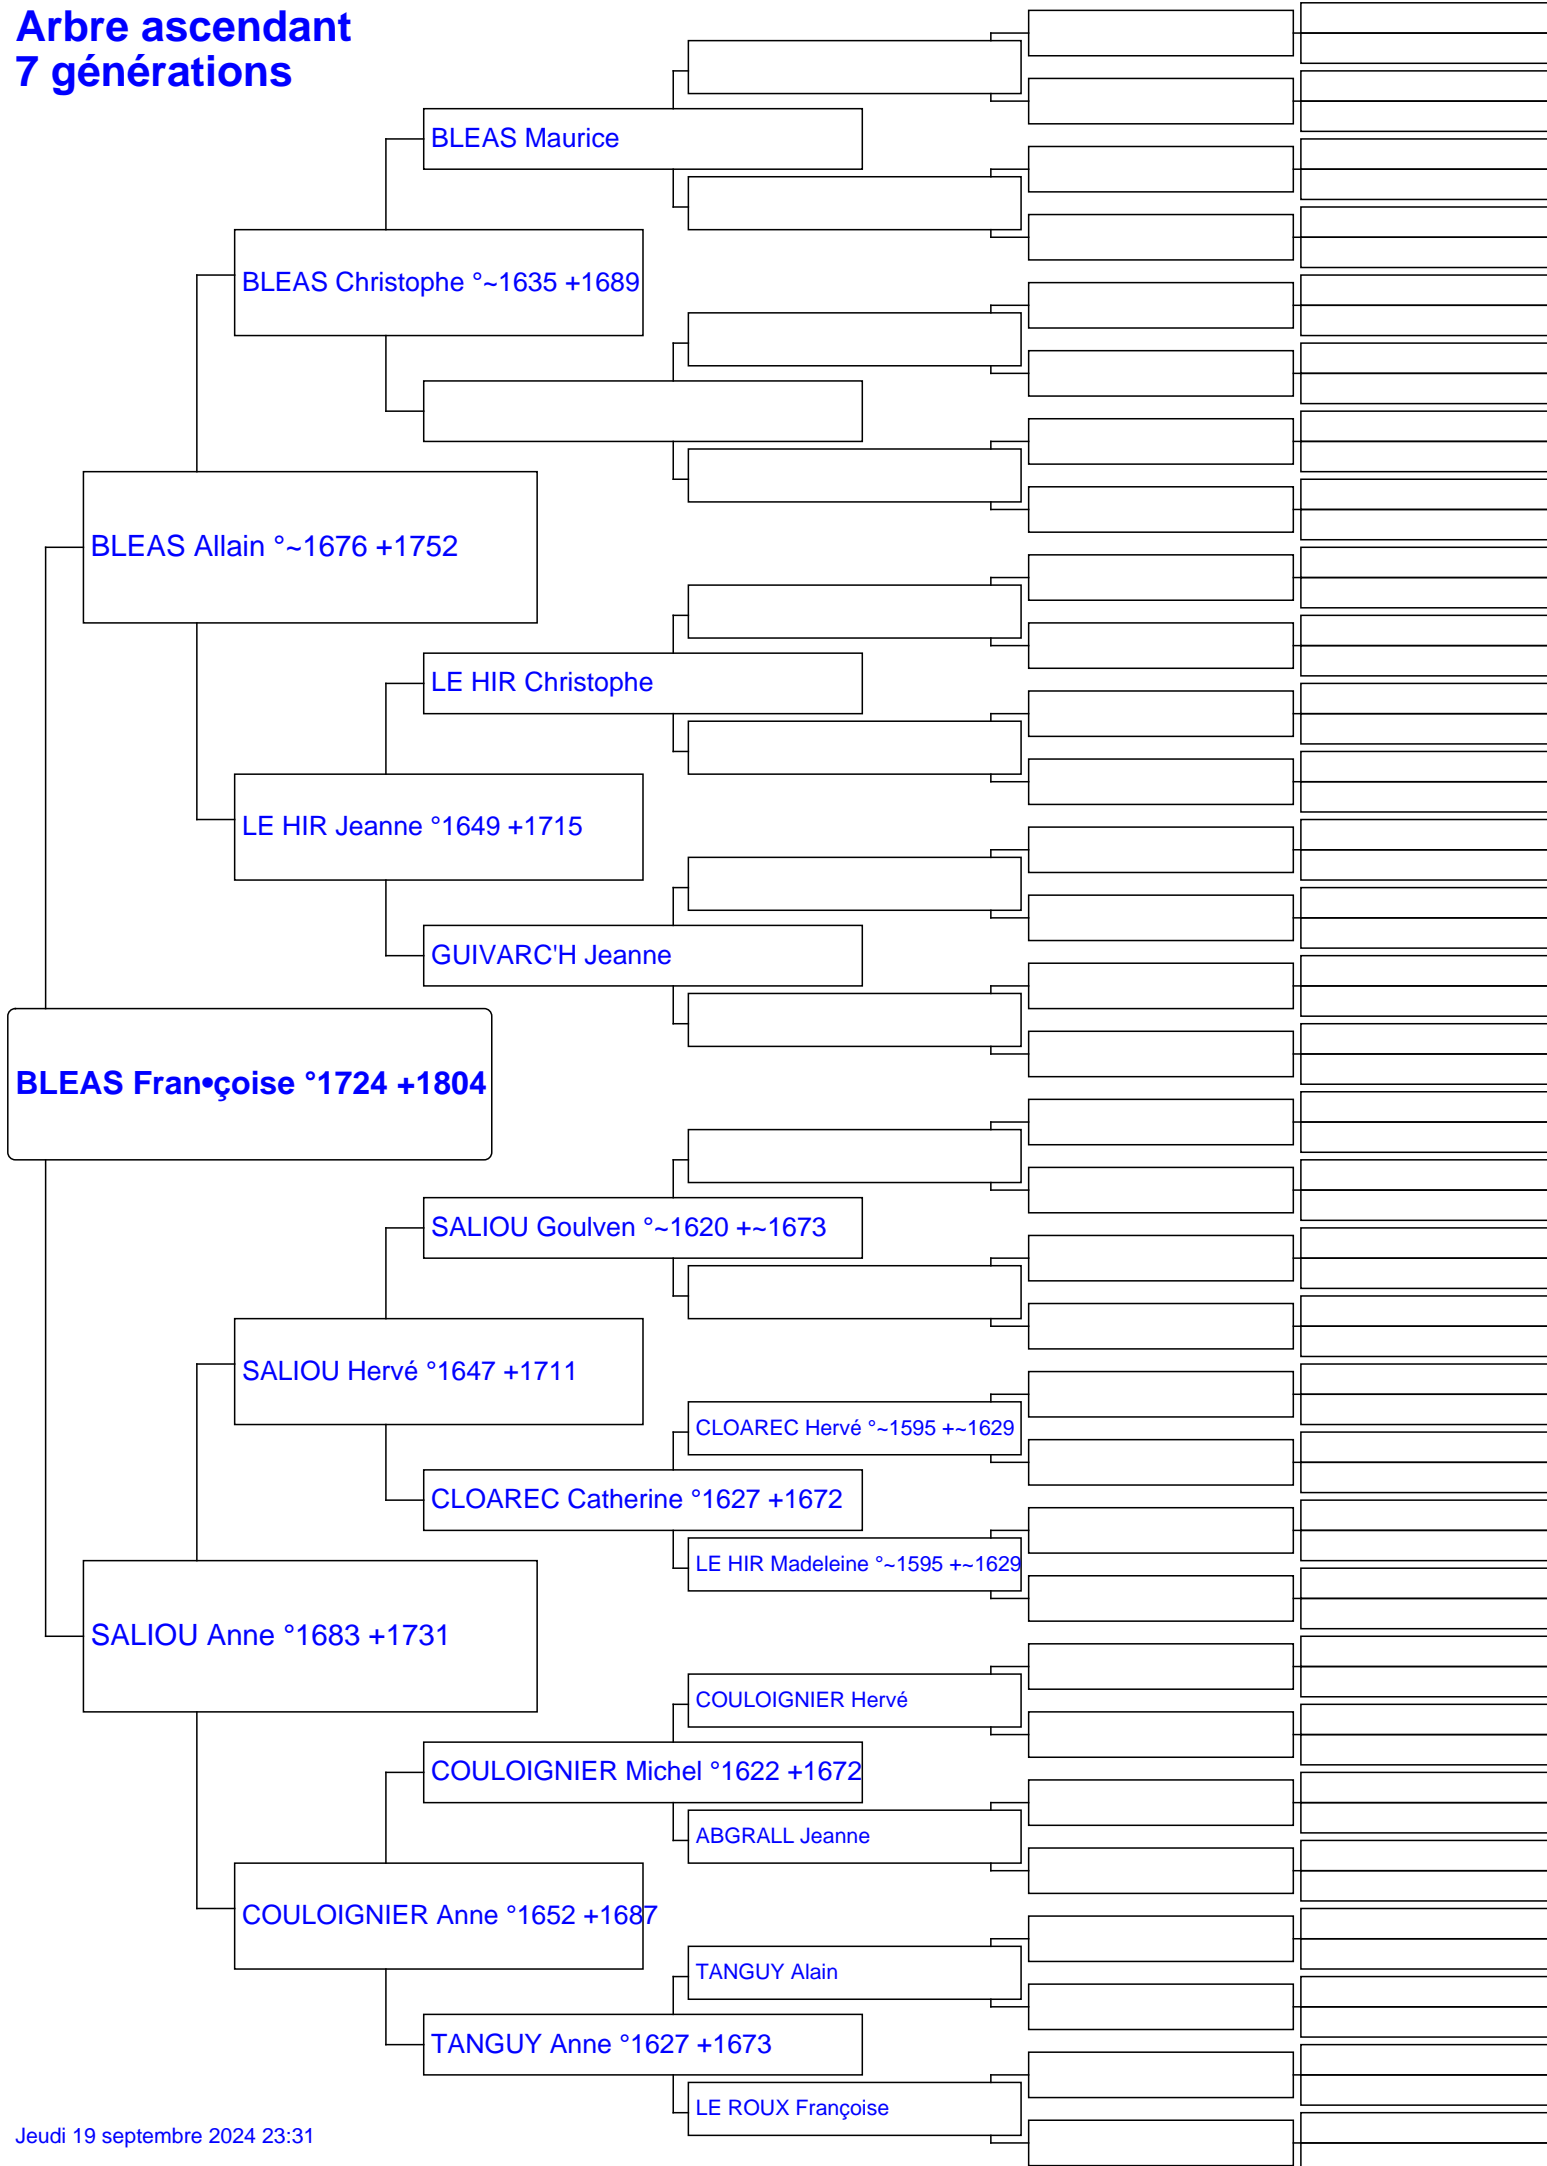 Arbre ascendant
7 générations
BLEAS Maurice
BLEAS Christophe °~1635 +1689
BLEAS Allain °~1676 +1752
LE HIR Christophe
LE HIR Jeanne °1649 +1715
GUIVARC'H Jeanne
BLEAS Fran•çoise °1724 +1804
SALIOU Goulven °~1620 +~1673
SALIOU Hervé °1647 +1711
CLOAREC Hervé °~1595 +~1629
CLOAREC Catherine °1627 +1672
LE HIR Madeleine °~1595 +~1629
SALIOU Anne °1683 +1731
COULOIGNIER Hervé
COULOIGNIER Michel °1622 +1672
ABGRALL Jeanne
COULOIGNIER Anne °1652 +1687
TANGUY Alain
TANGUY Anne °1627 +1673
LE ROUX Françoise
Jeudi 19 septembre 2024 23:31